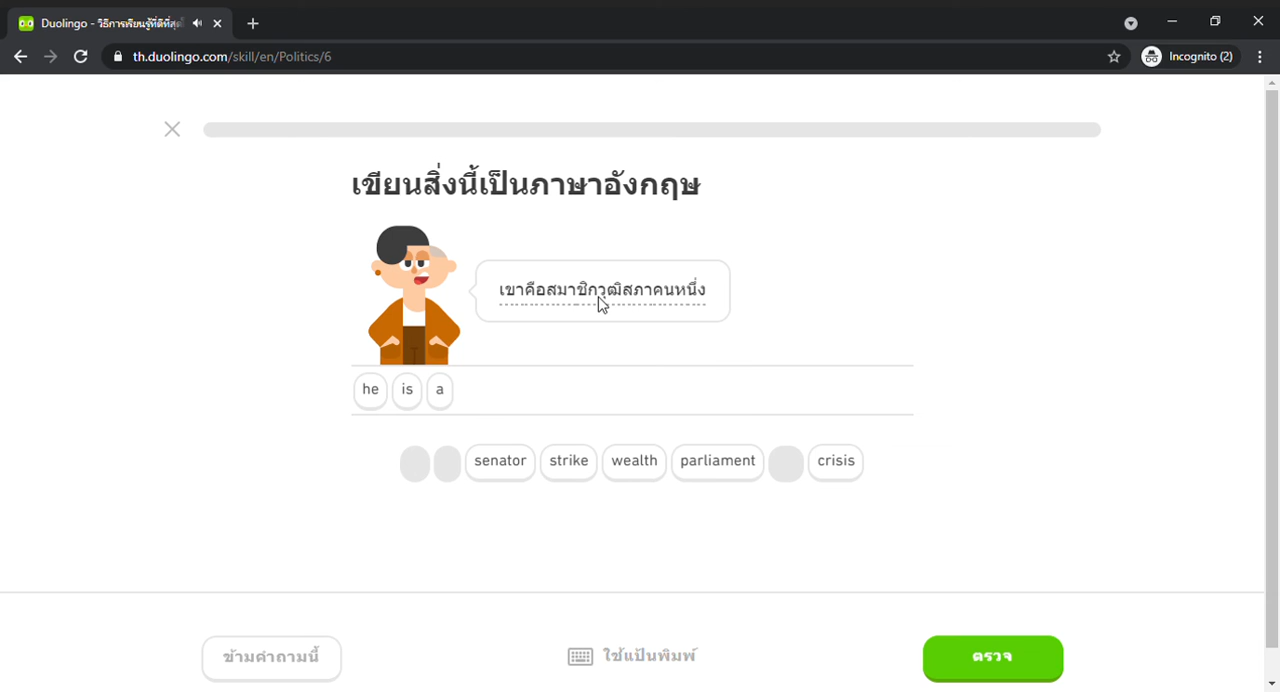 Duolingo - วิธีการเรียนรู้ที่ดีที่สุดใ
th.duolingo.com/skill/en/Politics/6
Incognito (2)
เขียนสิ่งนี้เป็นภาษาอังกฤษ
เขาคือสมาชิกวุฒิสภาคนหนึ่ง
he is a
senator strike wealth parliament crisis
ข้ามคำถามนี้ ใช้แป้นพิมพ์ ตรวจ